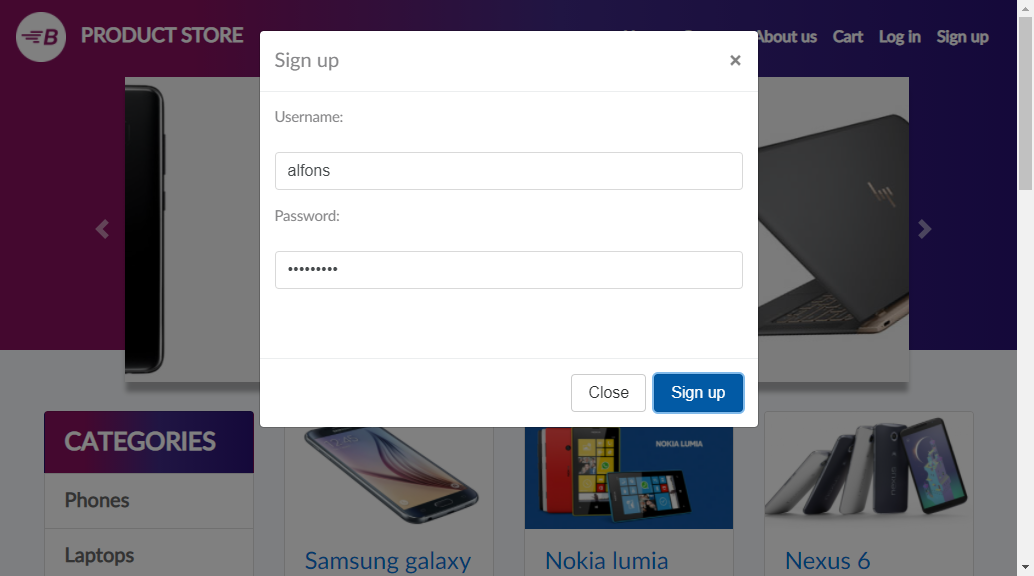 PRODUCT STORE
About us Cart Log in Sign up
Sign up
×
Username:
alfons
Password:
•••••••••
Close Sign up
CATEGORIES
Phones
Laptops
NOKIA LUMIA
Samsung galaxy
Nokia lumia
Nexus 6